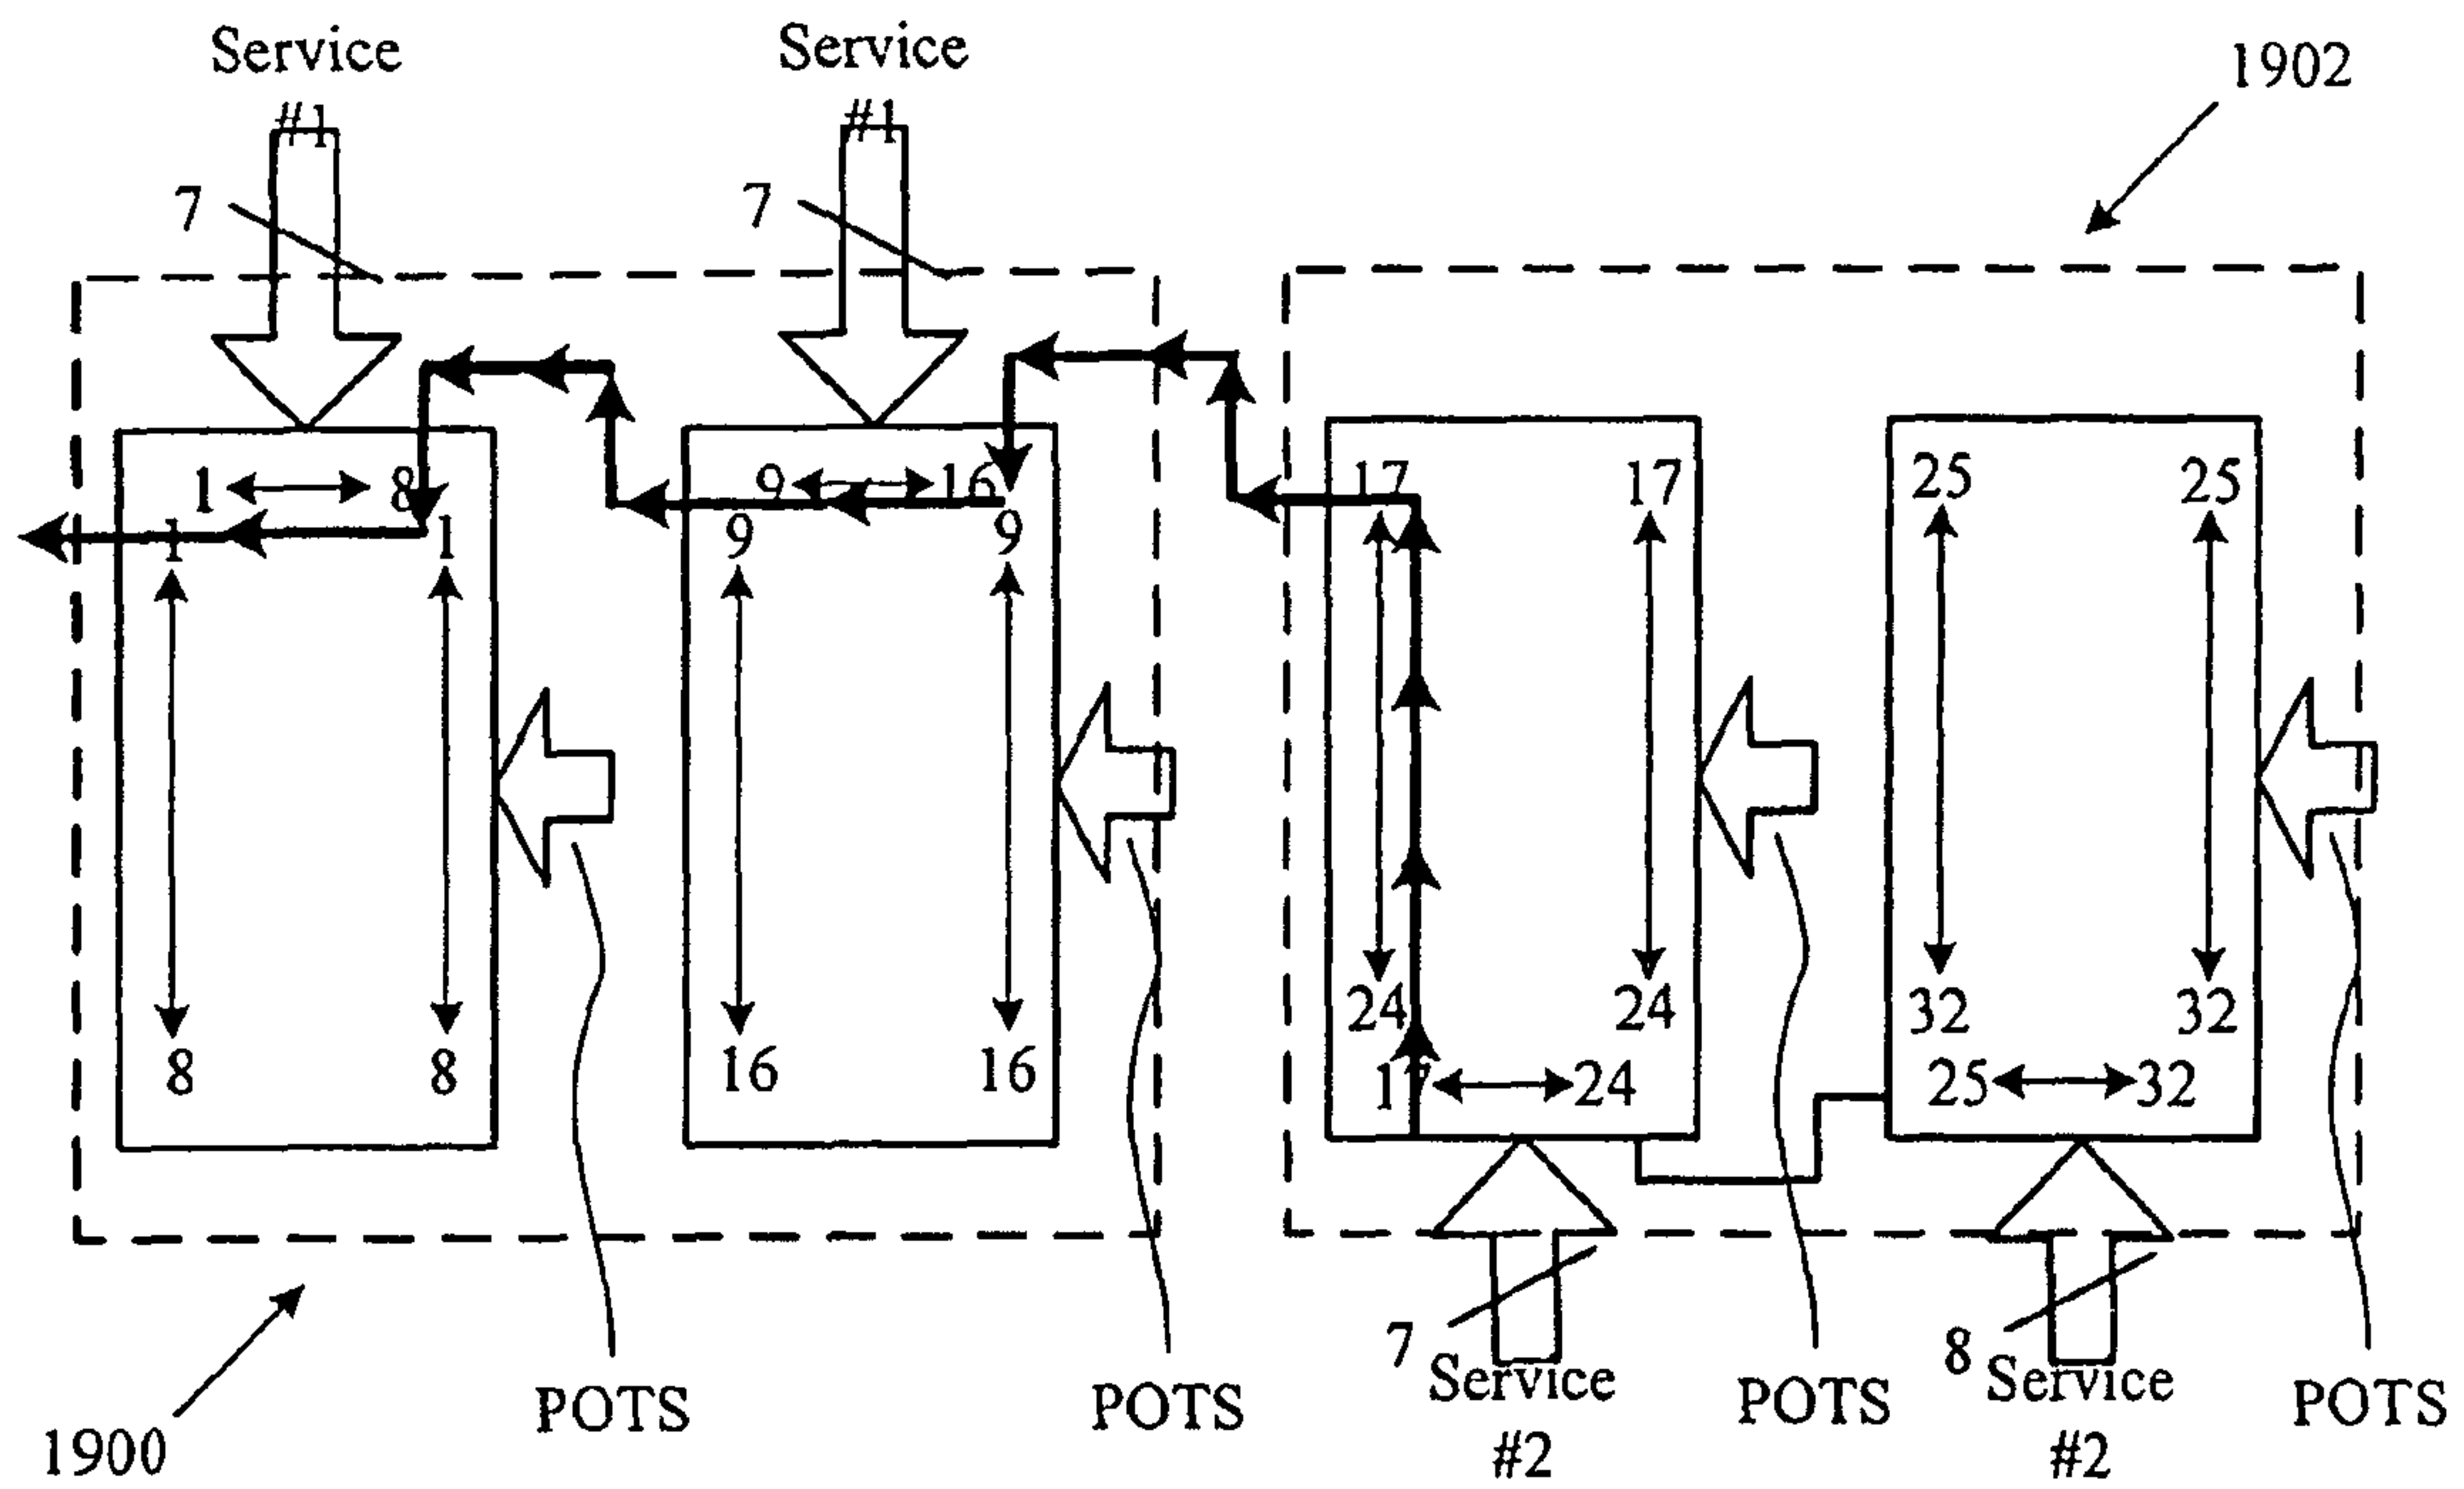 Service
#1
Service
#1
1902
7
7
1 8
9 16
17 17
25 25
1 1
9 9
24 24
32 32
17 24
25 32
8 8
16 16
7
8
Service
#2
Service
#2
POTS
POTS
POTS
POTS
1900